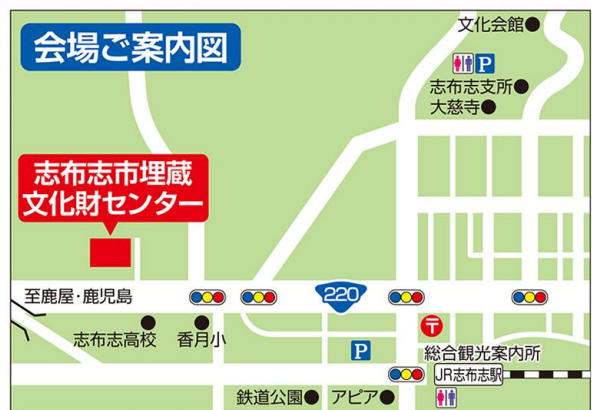 会場ご案内図
文化会館
P
志布志支所
大慈寺
志布志市埋蔵
文化財センター
至鹿屋・鹿児島
220
志布志高校
香月小
〒
P
総合観光案内所
JR志布志駅
鉄道公園
アピア